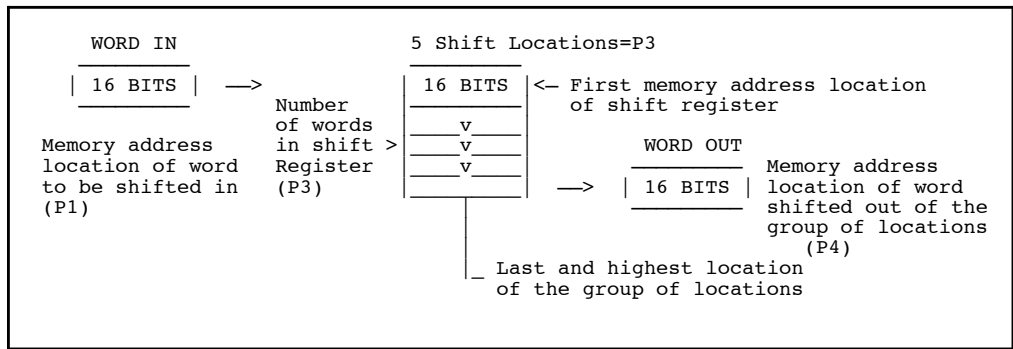 WORD IN 5 Shift Locations=P3
| 16 BITS | —> | 16 BITS |<— First memory address location
Number of shift register
of words v
Memory address in shift > v WORD OUT
location of word Register v Memory address
to be shifted in (P3) —> | 16 BITS | location of word
(P1) shifted out of the
group of locations
(P4)
Last and highest location
of the group of locations